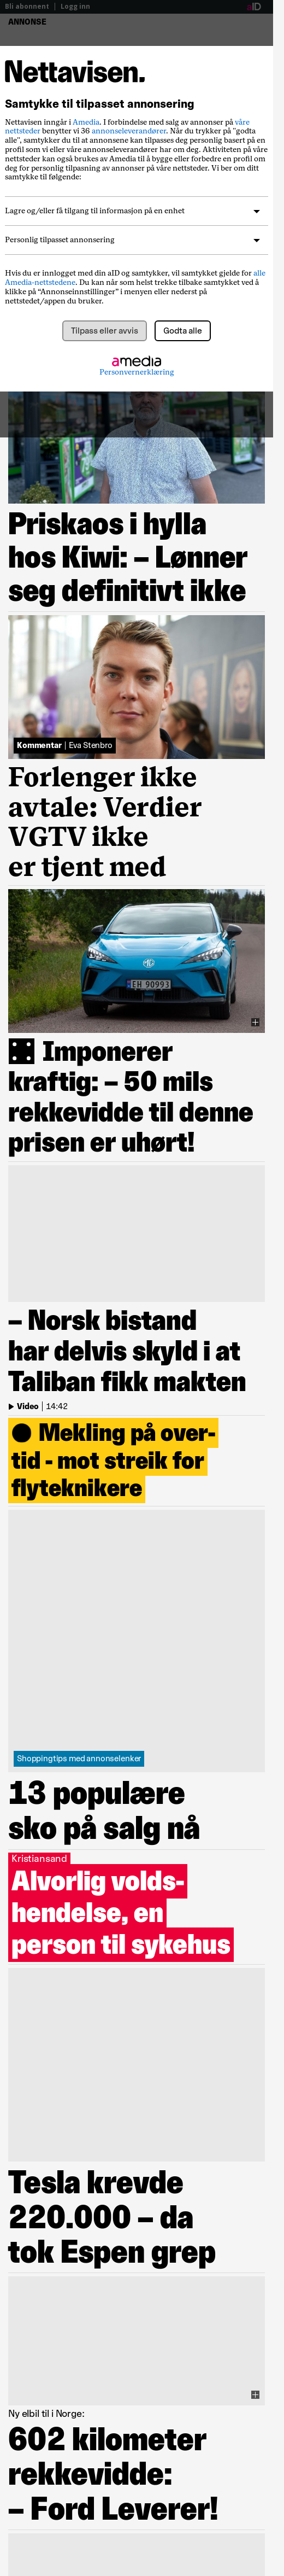 Bli abonnent | Logg inn
aID
ANNONSE
Nettavisen.
Samtykke til tilpasset annonsering
Nettavisen inngår i Amedia. I forbindelse med salg av annonser på våre
nettsteder benytter vi 36 annonseleverandører. Når du trykker på "godta
alle", samtykker du til at annonsene kan tilpasses deg personlig basert på en
profil som vi eller våre annonseleverandører har om deg. Aktiviteten på våre
nettsteder kan også brukes av Amedia til å bygge eller forbedre en profil om
deg for personlig tilpasning av annonser på våre nettsteder. Vi ber om ditt
samtykke til følgende:
Lagre og/eller få tilgang til informasjon på en enhet
Personlig tilpasset annonsering
Hvis du er innlogget med din aID og samtykker, vil samtykket gjelde for alle
Amedia-nettstedene. Du kan når som helst trekke tilbake samtykket ved å
klikke på “Annonseinnstillinger” i menyen eller nederst på
nettstedet/appen du bruker.
Tilpass eller avvis
Godta alle
amedia
Personvernerklæring
Priskaos i hylla
hos Kiwi: – Lønner
seg definitivt ikke
Kommentar | Eva Stenbro
Forlenger ikke
avtale: Verdier
VGTV ikke
er tjent med
MG
EH 90993
Imponerer
kraftig: – 50 mils
rekkevidde til denne
prisen er uhørt!
– Norsk bistand
har delvis skyld i at
Taliban fikk makten
Video | 14:42
Mekling på over-
tid - mot streik for
flyteknikere
Shoppingtips med annonselenker
13 populære
sko på salg nå
Kristiansand
Alvorlig volds-
hendelse, en
person til sykehus
Tesla krevde
220.000 – da
tok Espen grep
Ny elbil til i Norge:
602 kilometer
rekkevidde:
– Ford Leverer!